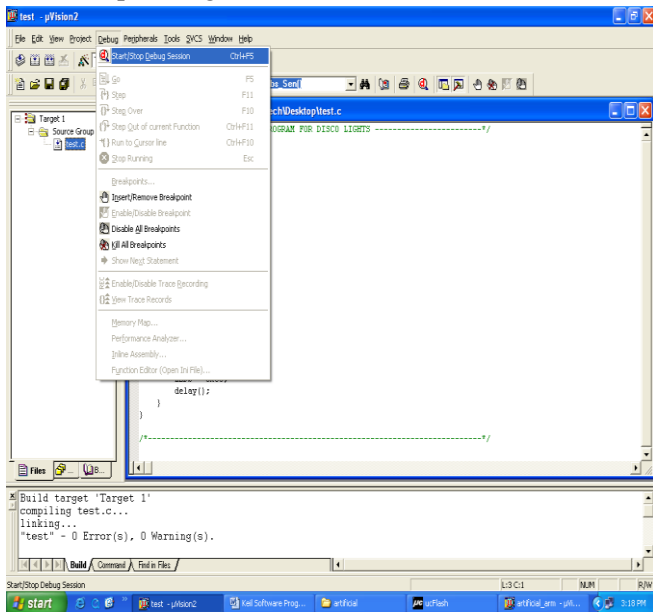 test - µVision2
File Edit View Project Debug Peripherals Tools SVCS Window Help
Start/Stop Debug Session Ctrl+F5
Go F5
Step F11
Step Over F10
Step Out of current Function Ctrl+F11
Run to Cursor line Ctrl+F10
Stop Running Esc
Breakpoints...
Insert/Remove Breakpoint
Enable/Disable Breakpoint
Disable All Breakpoints
Kill All Breakpoints
Show Next Statement
Enable/Disable Trace Recording
View Trace Records
Memory Map...
Performance Analyzer...
Inline Assembly...
Function Editor (Open Ini File)...
Target 1
Source Group
test.c
ech\Desktop\test.c
OGRAM FOR DISCO LIGHTS ------------------------*/
delay();
}
}
/*--------------------------------------------------------------------------*/
Files B...
Build target 'Target 1'
compiling test.c...
linking...
"test" - 0 Error(s), 0 Warning(s).
Build Command Find in Files
Start/Stop Debug Session L:3 C:1 NUM R/W
start test - µVision2 Keil Software Prog... artificial ucFlash artificial_arm - µVi... 3:18 PM